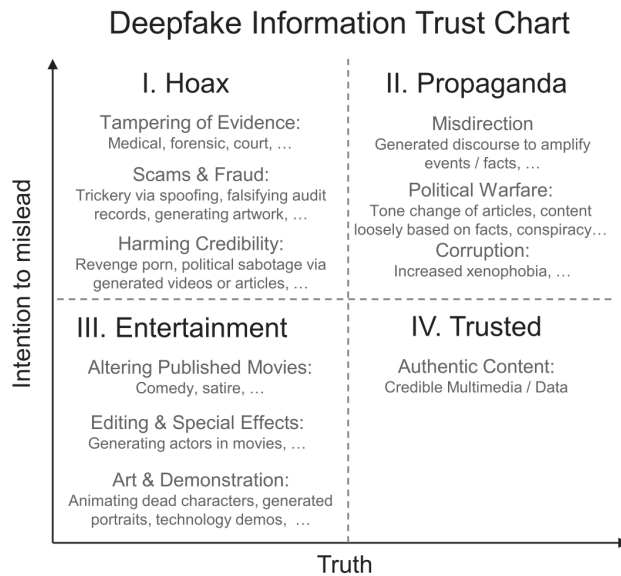 Deepfake Information Trust Chart
Intention to mislead
I. Hoax
Tampering of Evidence:
Medical, forensic, court, …
Scams & Fraud:
Trickery via spoofing, falsifying audit
records, generating artwork, …
Harming Credibility:
Revenge porn, political sabotage via
generated videos or articles, …
II. Propaganda
Misdirection
Generated discourse to amplify
events / facts, …
Political Warfare:
Tone change of articles, content
loosely based on facts, conspiracy…
Corruption:
Increased xenophobia, …
III. Entertainment
Altering Published Movies:
Comedy, satire, …
Editing & Special Effects:
Generating actors in movies, …
Art & Demonstration:
Animating dead characters, generated
portraits, technology demos,  …
IV. Trusted
Authentic Content:
Credible Multimedia / Data
Truth